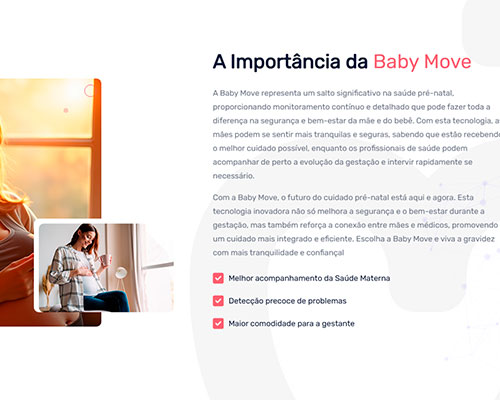 A Importância da Baby Move
A Baby Move representa um salto significativo na saúde pré-natal,
proporcionando monitoramento contínuo e detalhado que pode fazer toda a
diferença na segurança e bem-estar da mãe e do bebê. Com esta tecnologia, a
mães podem se sentir mais tranquilas e seguras, sabendo que estão recebend
o melhor cuidado possível, enquanto os profissionais de saúde podem
acompanhar de perto a evolução da gestação e intervir rapidamente se
necessário.
Com a Baby Move, o futuro do cuidado pré-natal está aqui e agora. Esta
tecnologia inovadora não só melhora a segurança e o bem-estar durante a
gestação, mas também reforça a conexão entre mães e médicos, promovendo
um cuidado mais integrado e eficiente. Escolha a Baby Move e viva a gravidez
com mais tranquilidade e confiança!
Melhor acompanhamento da Saúde Materna
Detecção precoce de problemas
Maior comodidade para a gestante